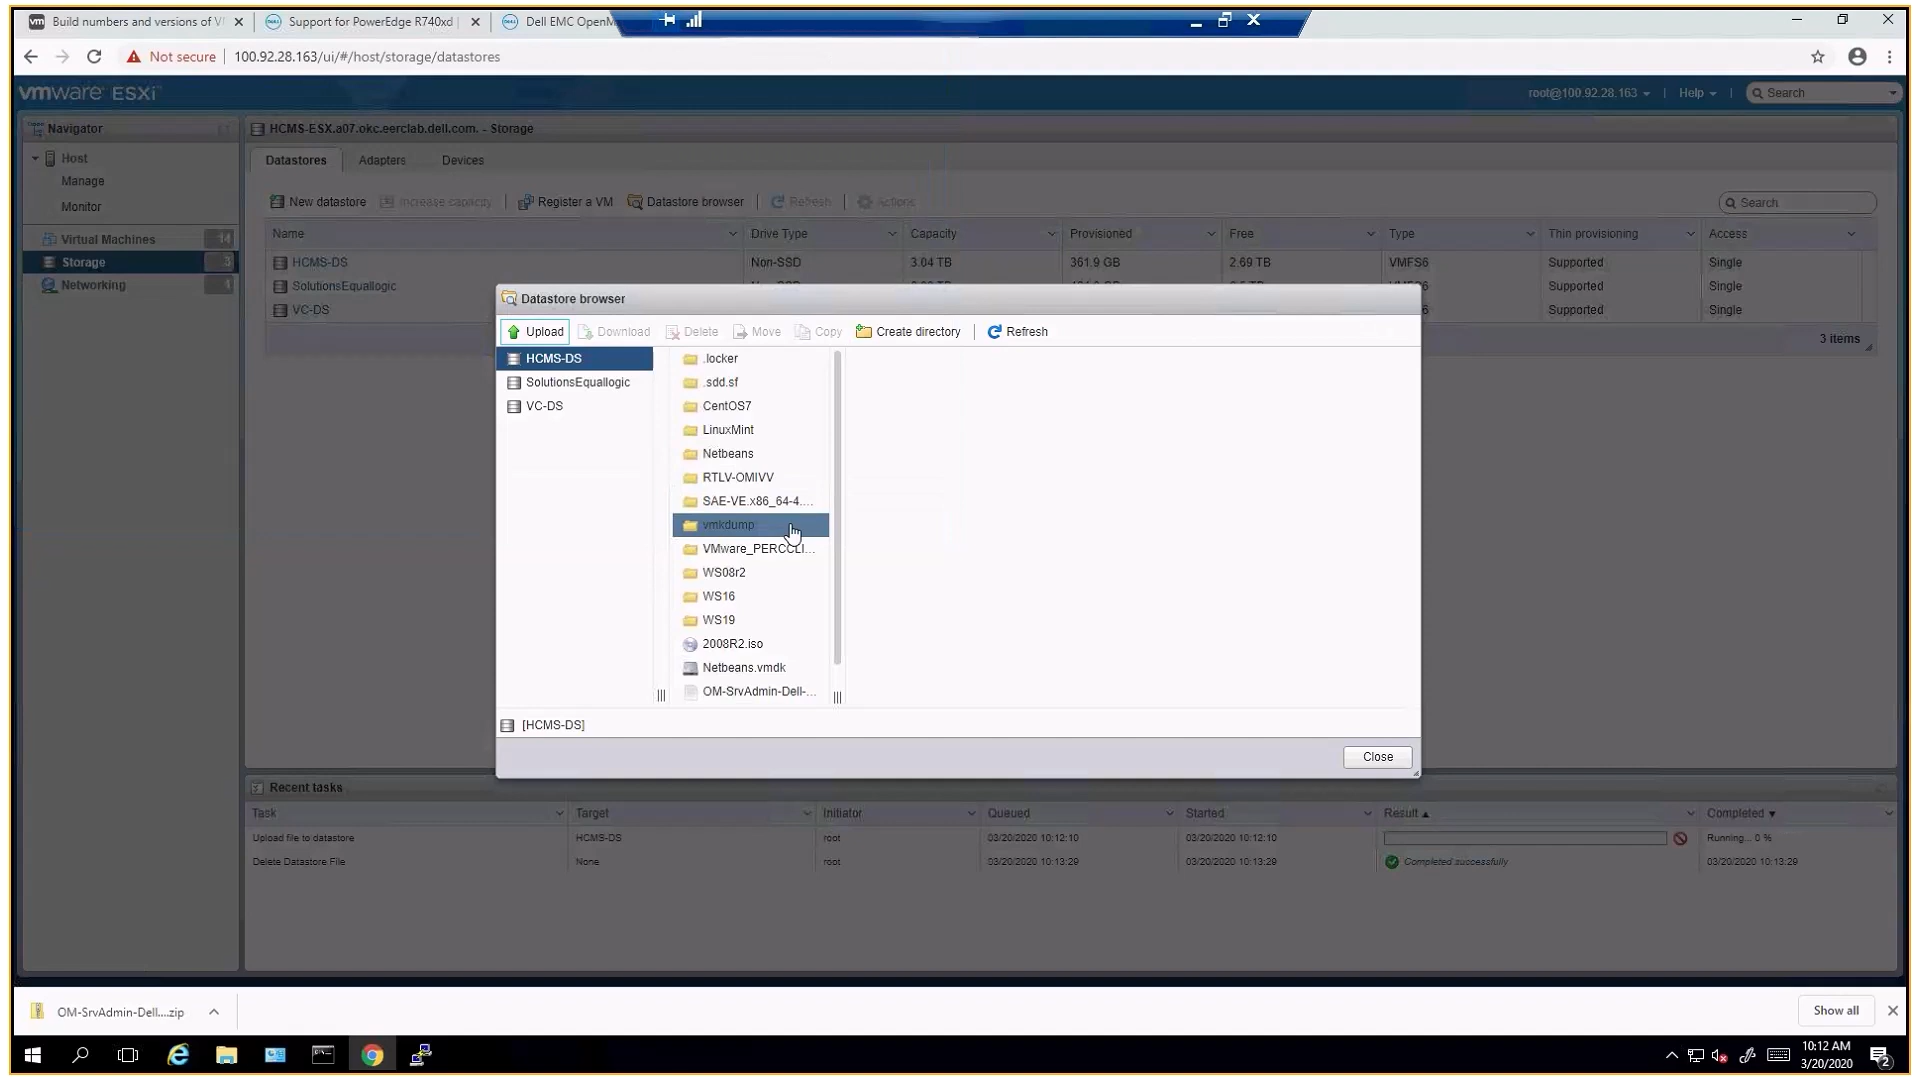 Build numbers and versions of VI
Support for PowerEdge R740xd
Dell EMC OpenM
Not secure
100.92.28.163/ui/#/host/storage/datastores
vmware ESXi
root@100.92.28.163
Help
Search
Navigator
HCMS-ESX.a07.okc.eerclab.dell.com. - Storage
Host
Manage
Monitor
Virtual Machines 14
Storage 3
Networking 4
Datastores
Adapters
Devices
New datastore
Increase capacity
Register a VM
Datastore browser
Refresh
Actions
Search
Name
Drive Type
Capacity
Provisioned
Free
Type
Thin provisioning
Access
HCMS-DS
Non-SSD
3.04 TB
361.9 GB
2.69 TB
VMFS6
Supported
Single
SolutionsEquallogic
Supported
Single
VC-DS
Supported
Single
3 items
Datastore browser
Upload
Download
Delete
Move
Copy
Create directory
Refresh
HCMS-DS
SolutionsEquallogic
VC-DS
.locker
.sdd.sf
CentOS7
LinuxMint
Netbeans
RTLV-OMIVV
SAE-VE.x86_64-4....
vmkdump
VMware_PERCCLI...
WS08r2
WS16
WS19
2008R2.iso
Netbeans.vmdk
OM-SrvAdmin-Dell-...
[HCMS-DS]
Close
Recent tasks
Task
Target
Initiator
Queued
Started
Result
Completed
Upload file to datastore
HCMS-DS
root
03/20/2020 10:12:10
03/20/2020 10:12:10
Running... 0 %
Delete Datastore File
None
root
03/20/2020 10:13:29
03/20/2020 10:13:29
Completed successfully
03/20/2020 10:13:29
OM-SrvAdmin-Dell....zip
Show all
10:12 AM
3/20/2020
2